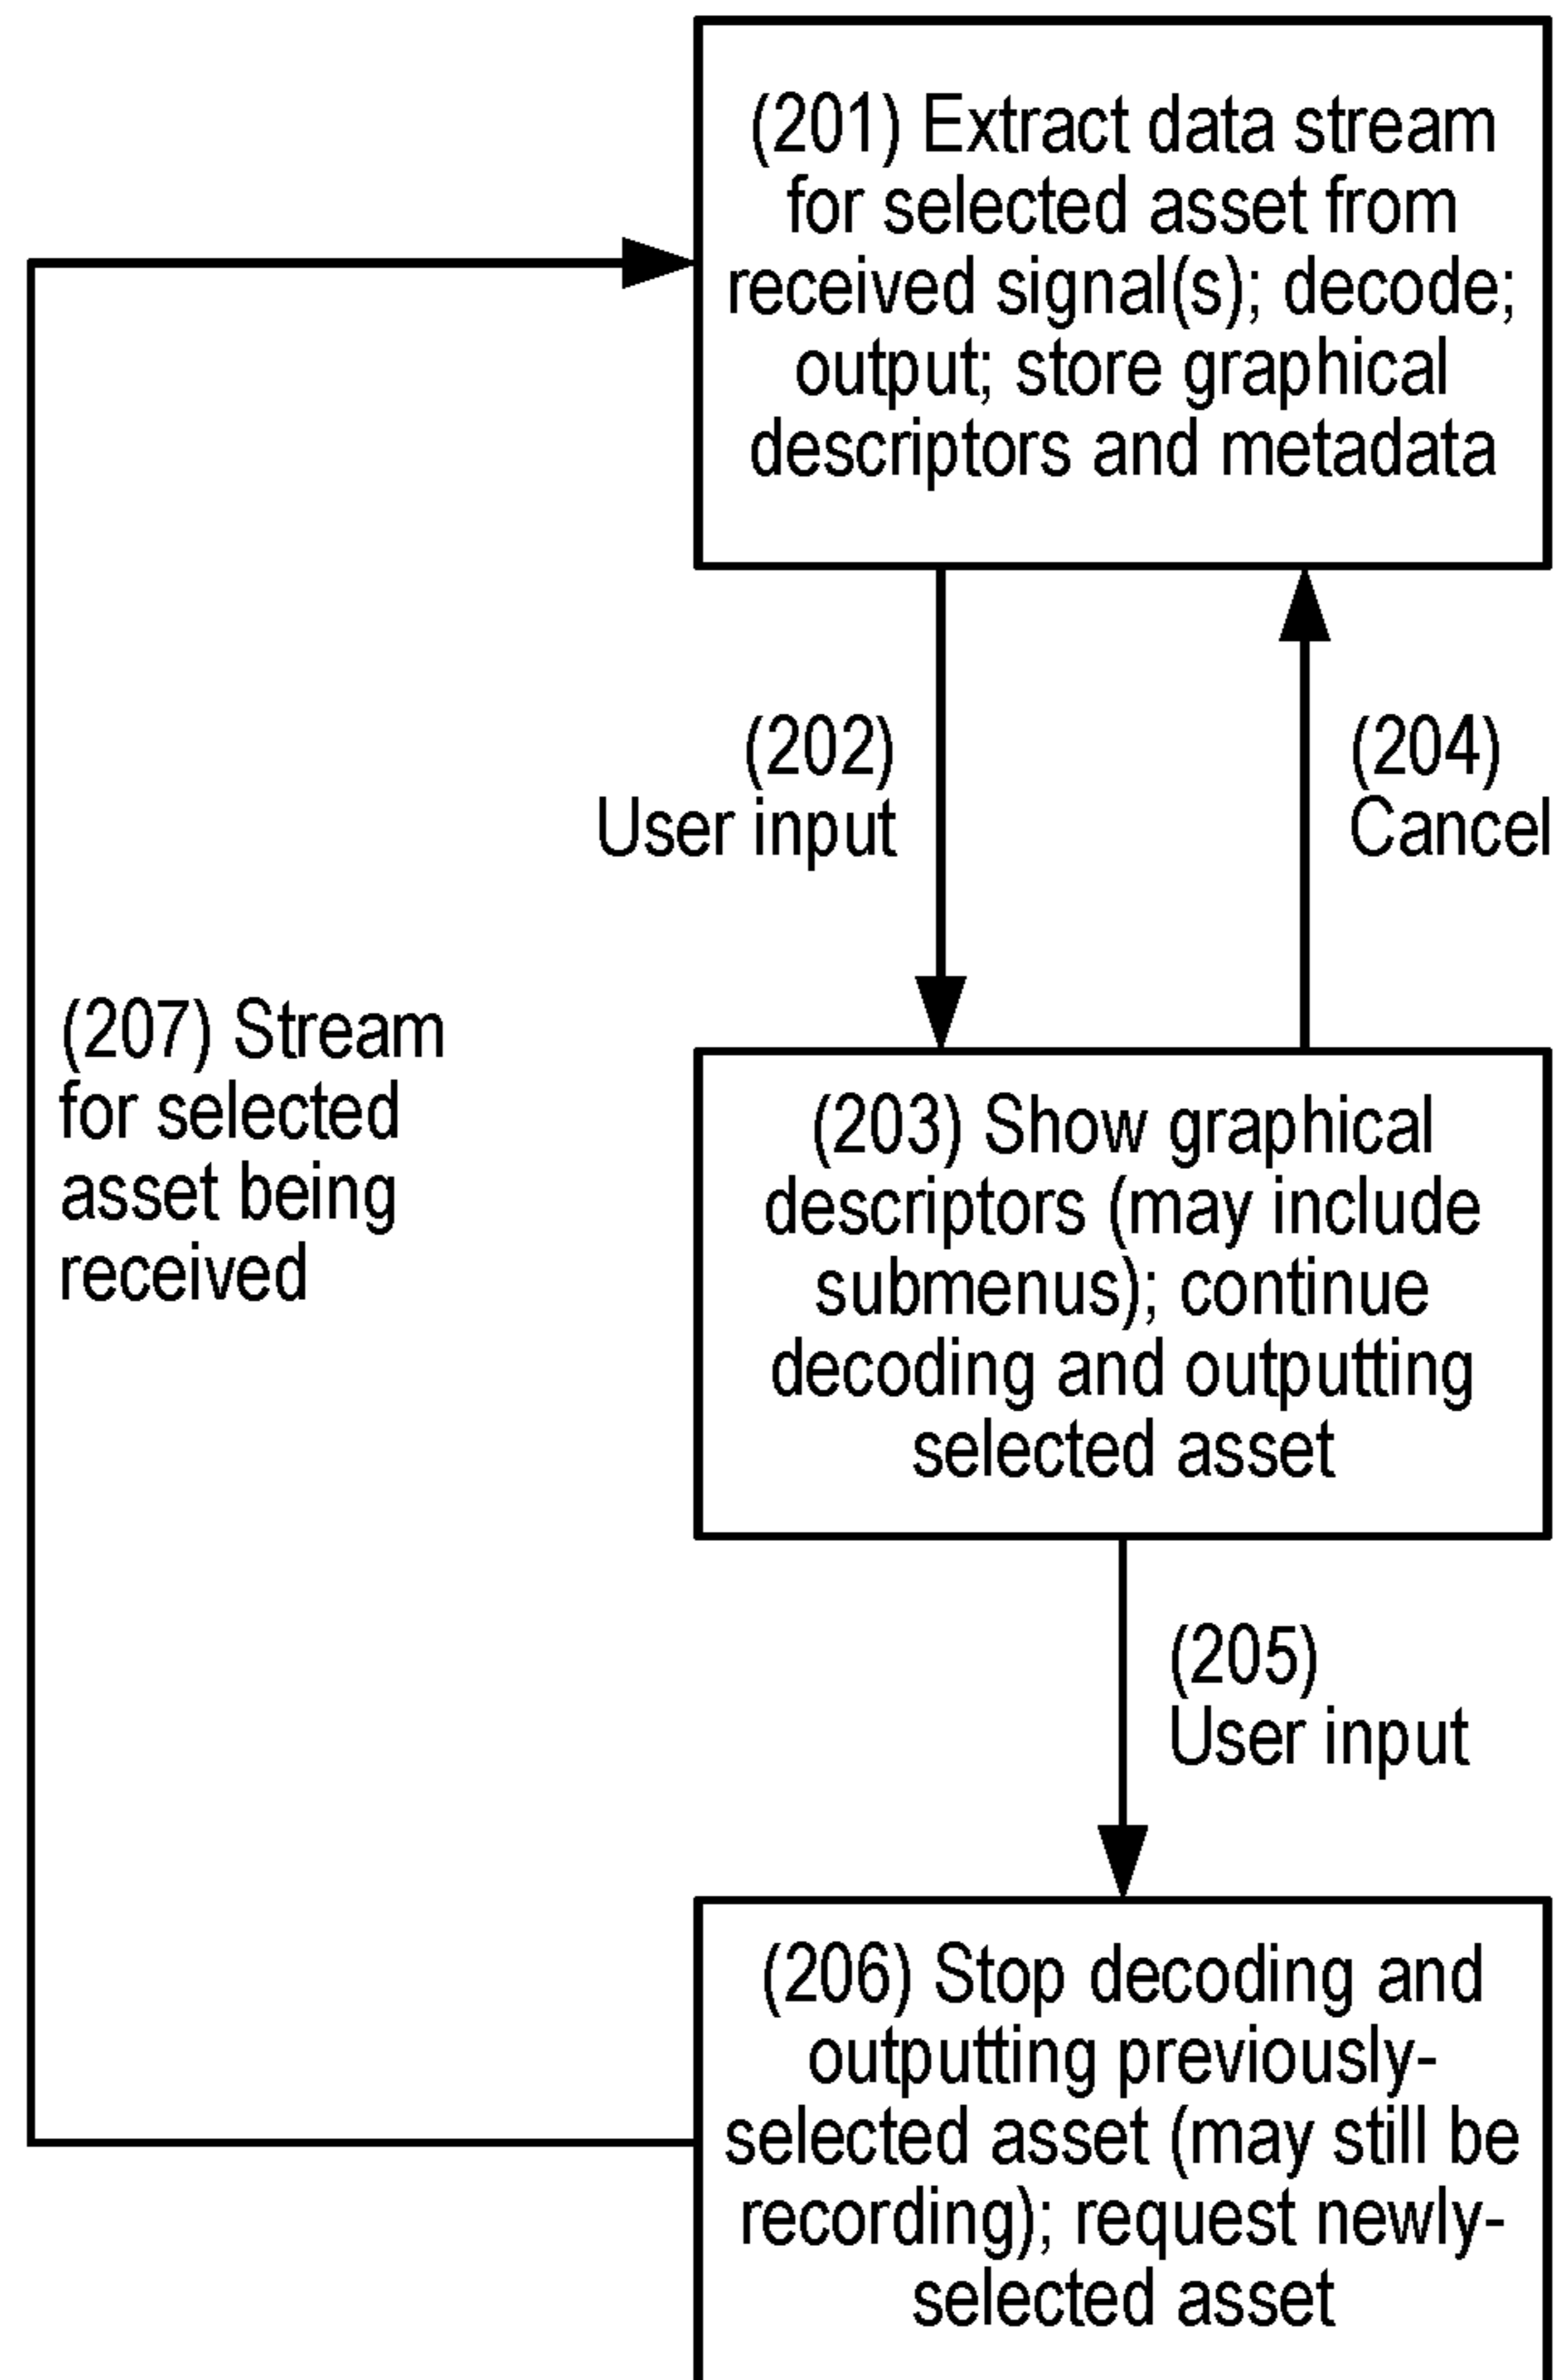 (201) Extract data stream
for selected asset from
received signal(s); decode;
output; store graphical
descriptors and metadata
(202)
User input
(204)
Cancel
(207) Stream
for selected
asset being
received
(203) Show graphical
descriptors (may include
submenus); continue
decoding and outputting
selected asset
(205)
User input
(206) Stop decoding and
outputting previously-
selected asset (may still be
recording); request newly-
selected asset